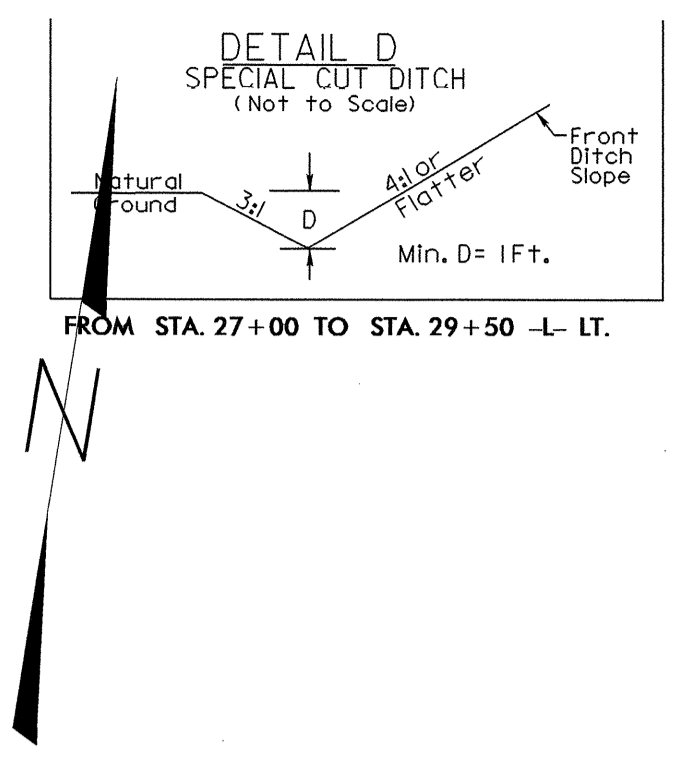 DETAIL D
SPECIAL CUT DITCH
(Not to Scale)
Natural
Ground
3:1
D
4:1 or
Flatter
Front
Ditch
Slope
Min. D= 1Ft.
FROM STA. 27+00 TO STA. 29+50 -L- LT.
N